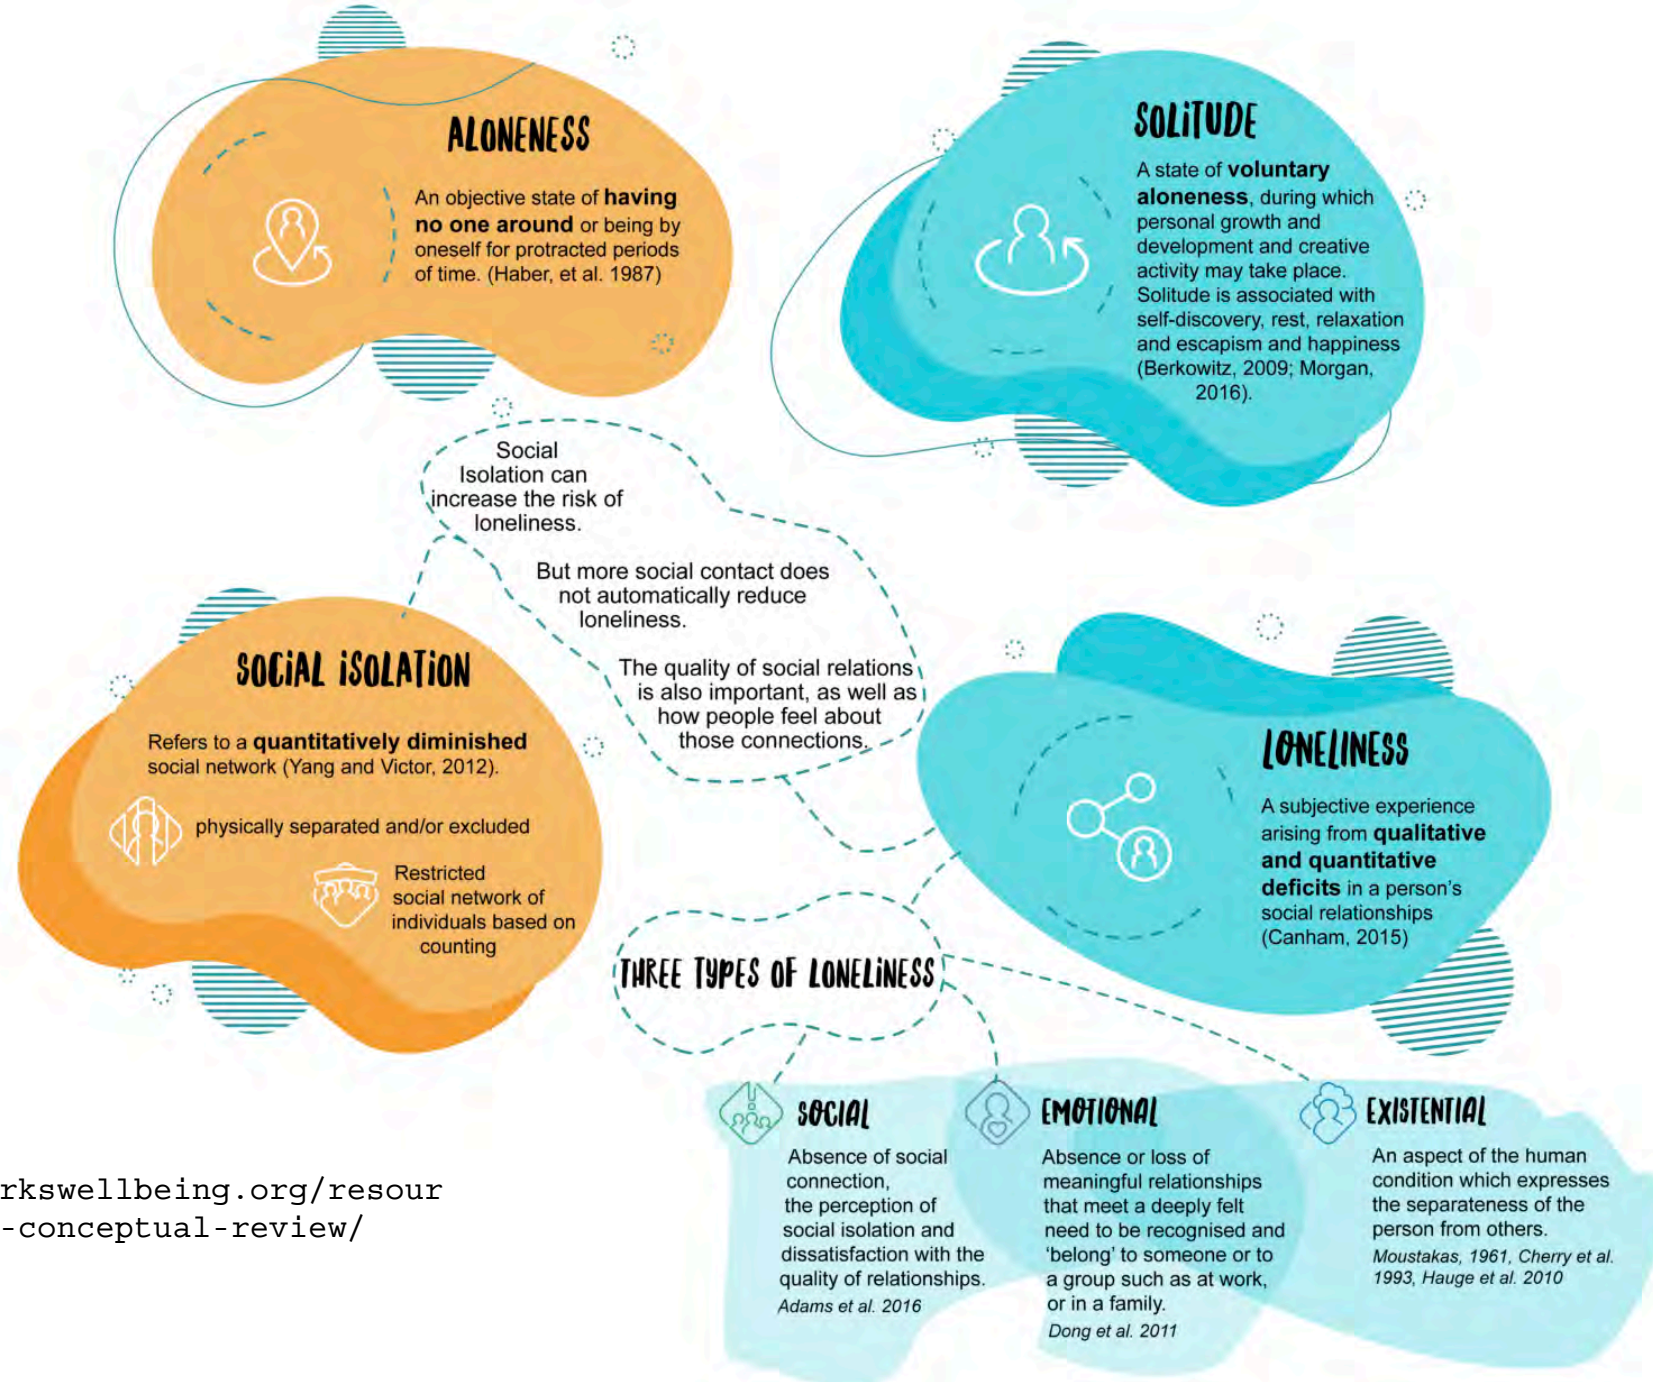 ALONENESS
An objective state of having
no one around or being by
oneself for protracted periods
of time. (Haber, et al. 1987)
SOLiTUDE
A state of voluntary
aloneness, during which
personal growth and
development and creative
activity may take place.
Solitude is associated with
self-discovery, rest, relaxation
and escapism and happiness
(Berkowitz, 2009; Morgan,
2016).
Social
Isolation can
increase the risk of
loneliness.
But more social contact does
not automatically reduce
loneliness.
The quality of social relations
is also important, as well as
how people feel about
those connections.
SOCiAL iSOLATiON
Refers to a quantitatively diminished
social network (Yang and Victor, 2012).
physically separated and/or excluded
Restricted
social network of
individuals based on
counting
LONELINESS
A subjective experience
arising from qualitative
and quantitative
deficits in a person's
social relationships
(Canham, 2015)
THREE TYPES OF LONELiNESS
SOCIAL
Absence of social
connection,
the perception of
social isolation and
dissatisfaction with the
quality of relationships.
Adams et al. 2016
EMOTIONAL
Absence or loss of
meaningful relationships
that meet a deeply felt
need to be recognised and
‘belong’ to someone or to
a group such as at work,
or in a family.
Dong et al. 2011
EXISTENTIAL
An aspect of the human
condition which expresses
the separateness of the
person from others.
Moustakas, 1961, Cherry et al.
1993, Hauge et al. 2010
rkswellbeing.org/resour
-conceptual-review/